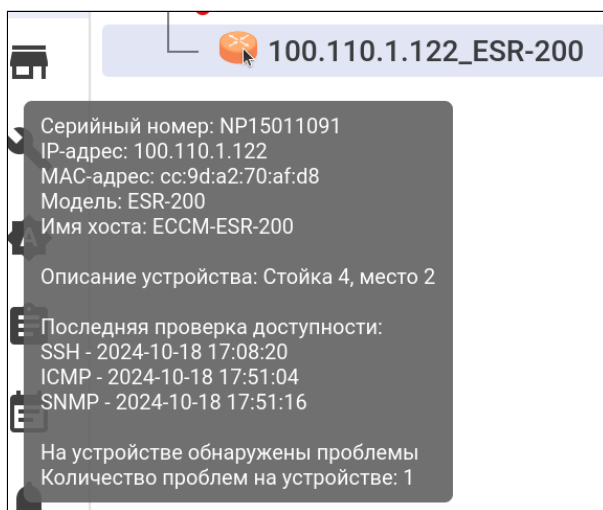 100.110.1.122_ESR-200
Серийный номер: NP15011091
IP-адрес: 100.110.1.122
MAC-адрес: cc:9d:a2:70:af:d8
Модель: ESR-200
Имя хоста: ECCM-ESR-200
Описание устройства: Стойка 4, место 2
Последняя проверка доступности:
SSH - 2024-10-18 17:08:20
ICMP - 2024-10-18 17:51:04
SNMP - 2024-10-18 17:51:16
На устройстве обнаружены проблемы
Количество проблем на устройстве: 1